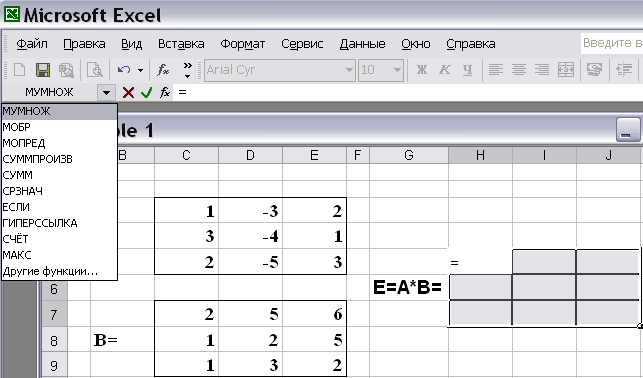 Microsoft Excel
Файл Правка Вид Вставка Формат Сервис Данные Окно Справка Введите в
Arial Cyr 10 Ж К Ч
МУМНОЖ =
МУМНОЖ
МОБР
МОПРЕД
СУММПРОИЗВ
СУММ
СРЗНАЧ
ЕСЛИ
ГИПЕРССЫЛКА
СЧЁТ
МАКС
Другие функции...
ble 1
B C D E F G H I J
1 -3 2
3 -4 1
2 -5 3 =
6 E=A*B=
7 2 5 6
8 B= 1 2 5
9 1 3 2